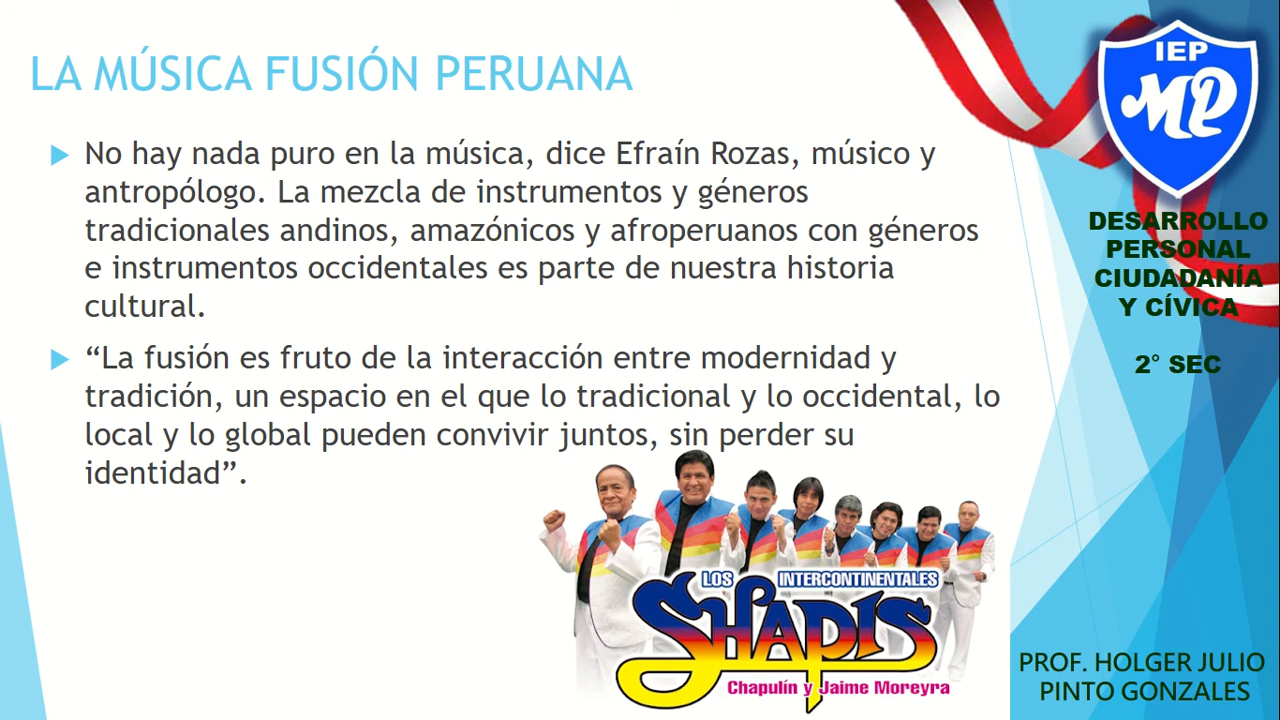 LA MÚSICA FUSIÓN PERUANA
No hay nada puro en la música, dice Efraín Rozas, músico y
antropólogo. La mezcla de instrumentos y géneros
tradicionales andinos, amazónicos y afroperuanos con géneros
e instrumentos occidentales es parte de nuestra historia
cultural.
“La fusión es fruto de la interacción entre modernidad y
tradición, un espacio en el que lo tradicional y lo occidental, lo
local y lo global pueden convivir juntos, sin perder su
identidad”.
LOS INTERCONTINENTALES
SHAPIS
Chapulín y Jaime Moreyra
IEP
MP
DESARROLLO
PERSONAL
CIUDADANÍA
Y CÍVICA
2° SEC
PROF. HOLGER JULIO
PINTO GONZALES